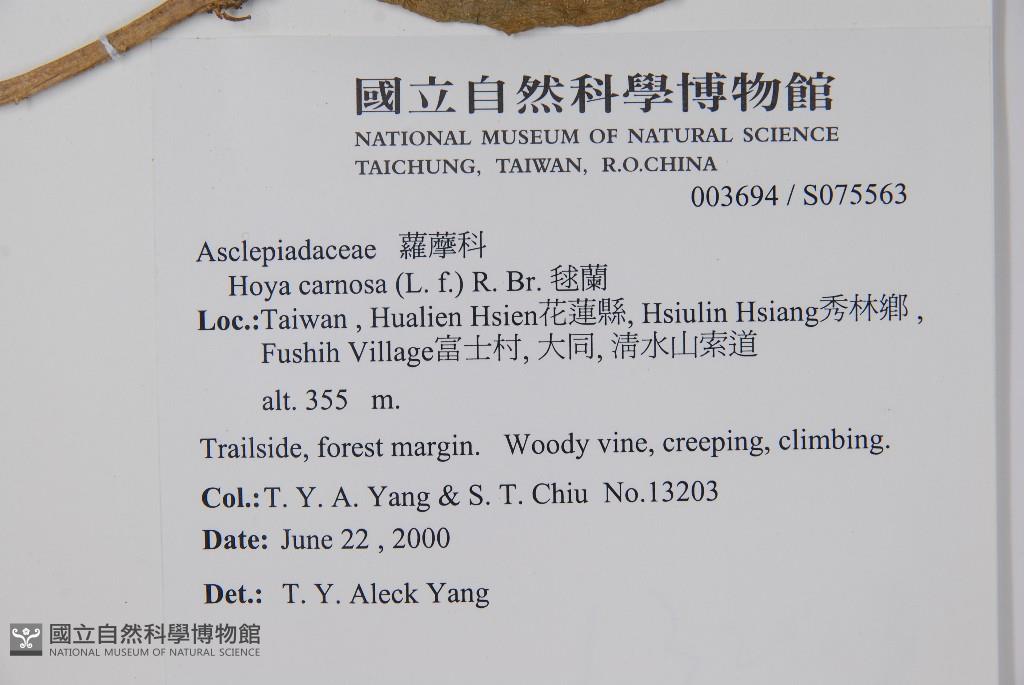 國立自然科學博物館
NATIONAL MUSEUM OF NATURAL SCIENCE
TAICHUNG, TAIWAN, R.O.CHINA
003694 / S075563
Asclepiadaceae 蘿藦科
Hoya carnosa (L. f.) R. Br. 毬蘭
Loc.:Taiwan , Hualien Hsien花蓮縣, Hsiulin Hsiang秀林鄉 ,
Fushih Village富士村, 大同, 清水山索道
alt. 355 m.
Trailside, forest margin. Woody vine, creeping, climbing.
Col.:T. Y. A. Yang & S. T. Chiu No.13203
Date: June 22 , 2000
Det.: T. Y. Aleck Yang
國立自然科學博物館
NATIONAL MUSEUM OF NATURAL SCIENCE